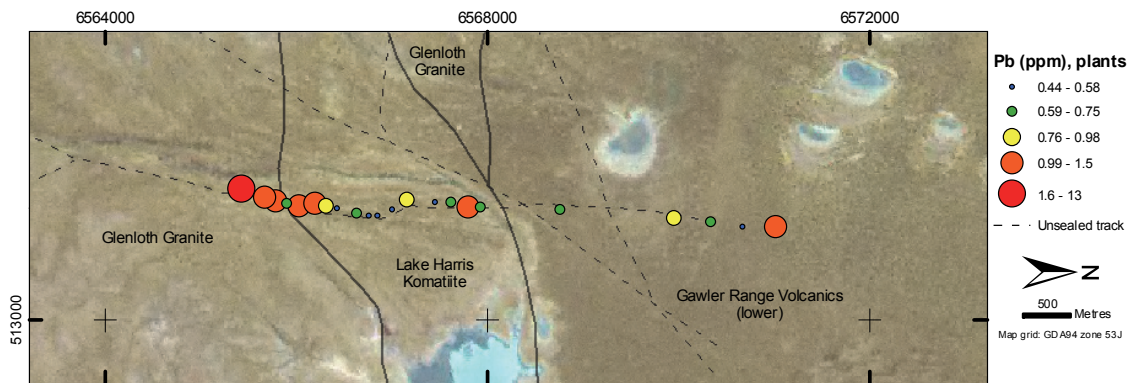 6564000
6568000
6572000
Glenloth
Granite
Glenloth Granite
Lake Harris
Komatiite
Gawler Range Volcanics
(lower)
513000
Pb (ppm), plants
0.44 - 0.58
0.59 - 0.75
0.76 - 0.98
0.99 - 1.5
1.6 - 13
Unsealed track
N
500
Metres
Map grid: GDA94 zone 53J